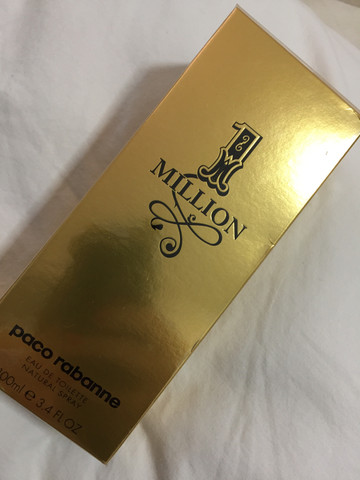 1
MILLION
paco rabanne
EAU DE TOILETTE
NATURAL SPRAY
100ml e 3.4 FL.OZ